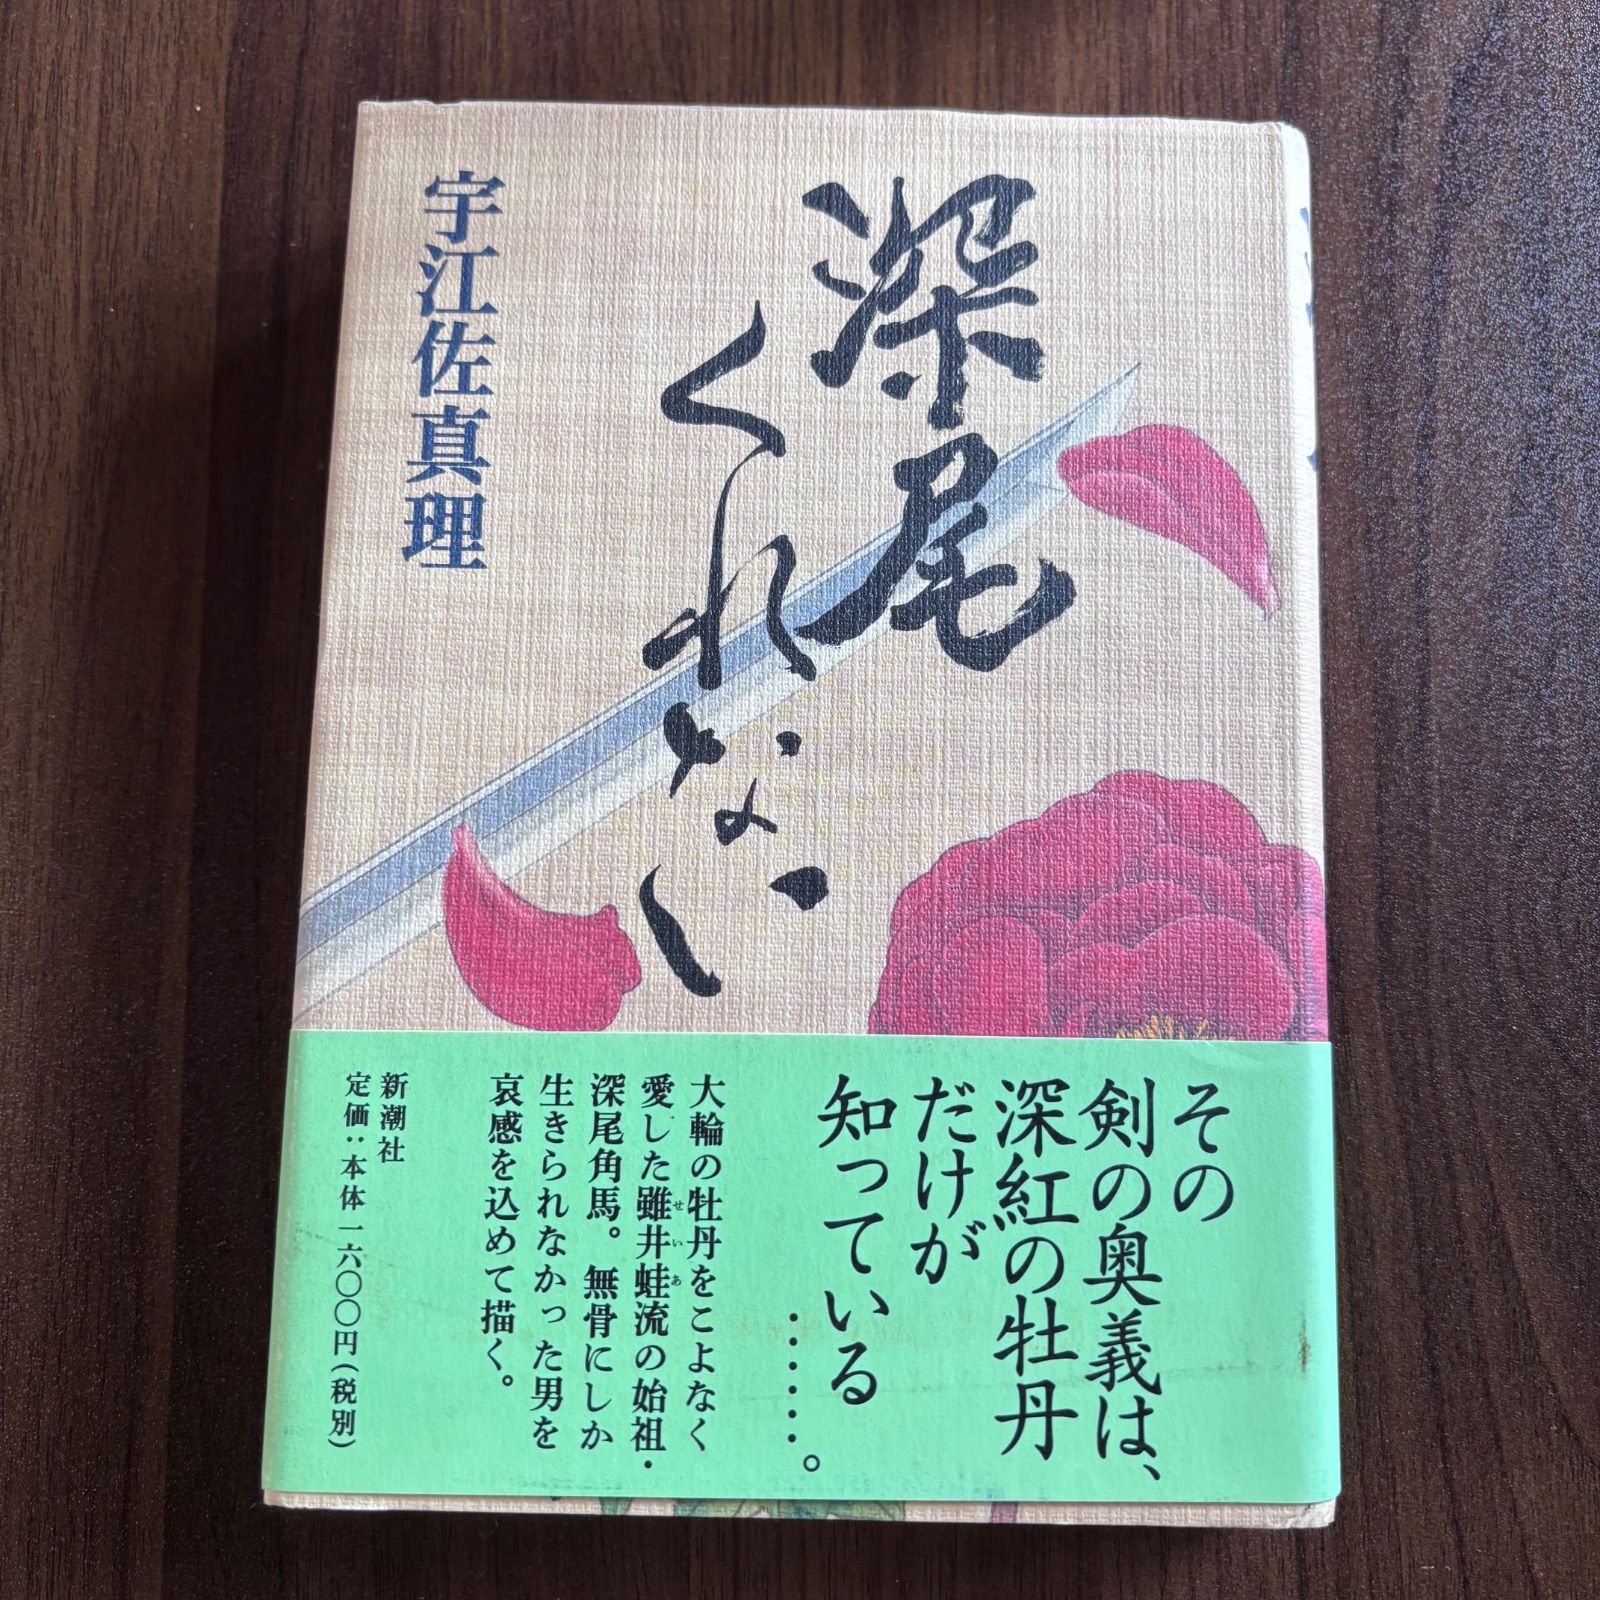 深尾
くれない
宇江佐真理
その
剣の奥義は、
深紅の牡丹
だけが
知っている
………。
大輪の牡丹をこよなく
愛した雖井蛙流の始祖・
せいあ
深尾角馬。無骨にしか
生きられなかった男を
哀感を込めて描く。
新潮社
定価:本体一六〇〇円(税別)